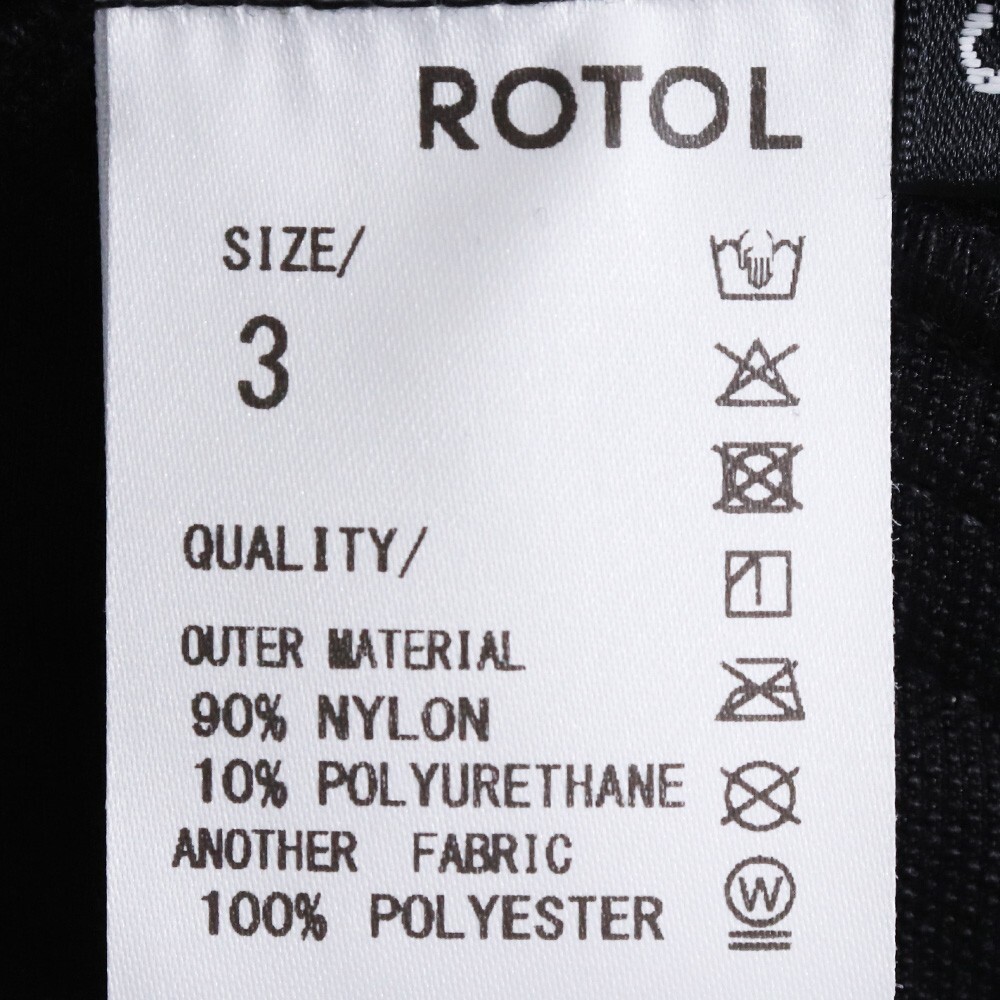 ROTOL
SIZE/
3
QUALITY/
OUTER MATERIAL
90% NYLON
10% POLYURETHANE
ANOTHER FABRIC
100% POLYESTER
W